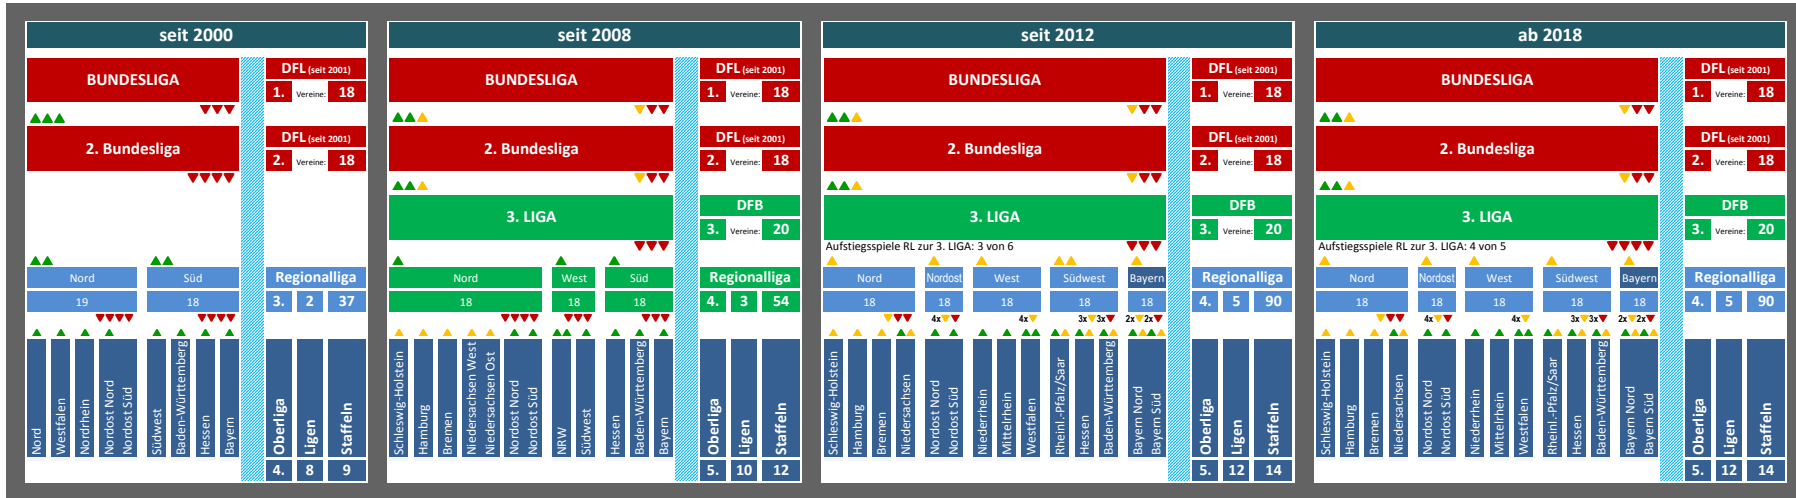 seit 2000
BUNDESLIGA
DFL (seit 2001)
1. Vereine: 18
2. Bundesliga
DFL (seit 2001)
2. Vereine: 18
Nord Süd Regionalliga
19 18 3. 2 37
Nord
Westfalen
Nordrhein
Nordost Nord
Nordost Süd
Südwest
Baden-Württemberg
Hessen
Bayern
Oberliga
Ligen
Staffeln
4. 8 9
seit 2008
BUNDESLIGA
DFL (seit 2001)
1. Vereine: 18
2. Bundesliga
DFL (seit 2001)
2. Vereine: 18
3. LIGA
DFB
3. Vereine: 20
Nord West Süd Regionalliga
18 18 18 4. 3 54
Schleswig-Holstein
Hamburg
Bremen
Niedersachsen West
Niedersachsen Ost
Nordost Nord
Nordost Süd
NRW
Südwest
Hessen
Baden-Württemberg
Bayern
Oberliga
Ligen
Staffeln
5. 10 12
seit 2012
BUNDESLIGA
DFL (seit 2001)
1. Vereine: 18
2. Bundesliga
DFL (seit 2001)
2. Vereine: 18
3. LIGA
DFB
3. Vereine: 20
Aufstiegsspiele RL zur 3. LIGA: 3 von 6
Nord Nordost West Südwest Bayern Regionalliga
18 18 18 18 18 4. 5 90
4x 4x 3x 3x 2x 2x
Schleswig-Holstein
Hamburg
Bremen
Niedersachsen
Nordost Nord
Nordost Süd
Niederrhein
Mittelrhein
Westfalen
Rheinl.-Pfalz/Saar
Hessen
Baden-Württemberg
Bayern Nord
Bayern Süd
Oberliga
Ligen
Staffeln
5. 12 14
ab 2018
BUNDESLIGA
DFL (seit 2001)
1. Vereine: 18
2. Bundesliga
DFL (seit 2001)
2. Vereine: 18
3. LIGA
DFB
3. Vereine: 20
Aufstiegsspiele RL zur 3. LIGA: 4 von 5
Nord Nordost West Südwest Bayern Regionalliga
18 18 18 18 18 4. 5 90
4x 4x 3x 3x 2x 2x
Schleswig-Holstein
Hamburg
Bremen
Niedersachsen
Nordost Nord
Nordost Süd
Niederrhein
Mittelrhein
Westfalen
Rheinl.-Pfalz/Saar
Hessen
Baden-Württemberg
Bayern Nord
Bayern Süd
Oberliga
Ligen
Staffeln
5. 12 14